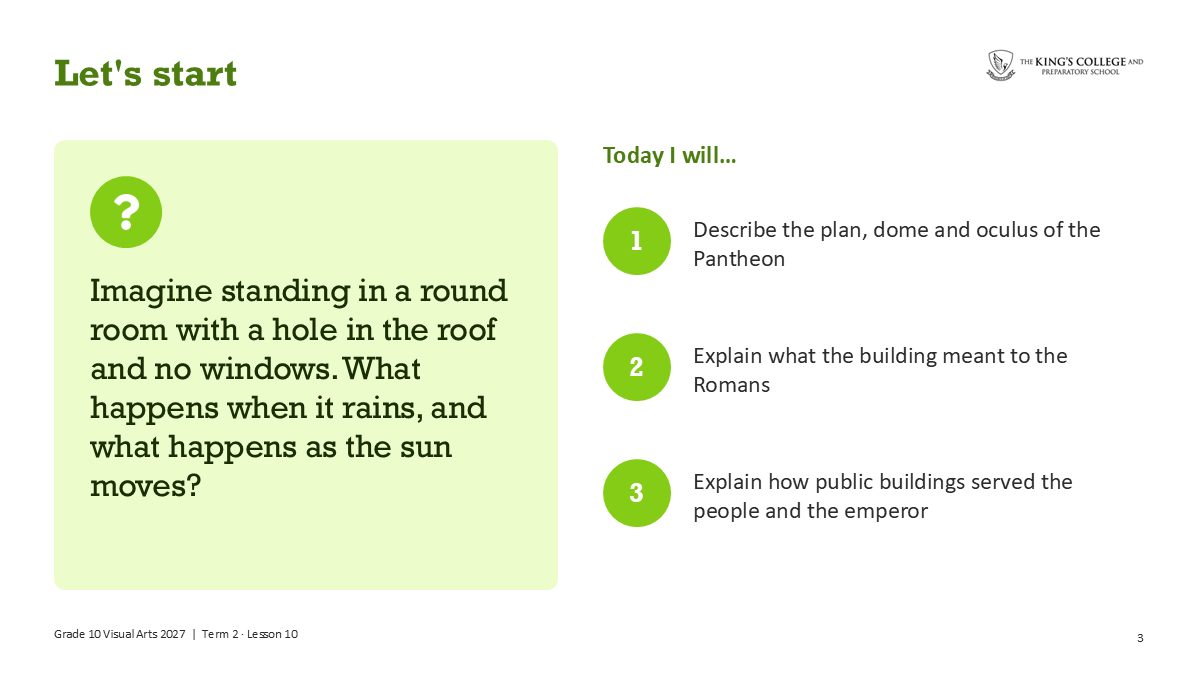 Let's start
THE KING'S COLLEGE AND
PREPARATORY SCHOOL
?
Imagine standing in a round
room with a hole in the roof
and no windows. What
happens when it rains, and
what happens as the sun
moves?
Today I will...
1
Describe the plan, dome and oculus of the
Pantheon
2
Explain what the building meant to the
Romans
3
Explain how public buildings served the
people and the emperor
Grade 10 Visual Arts 2027 | Term 2 · Lesson 10
3